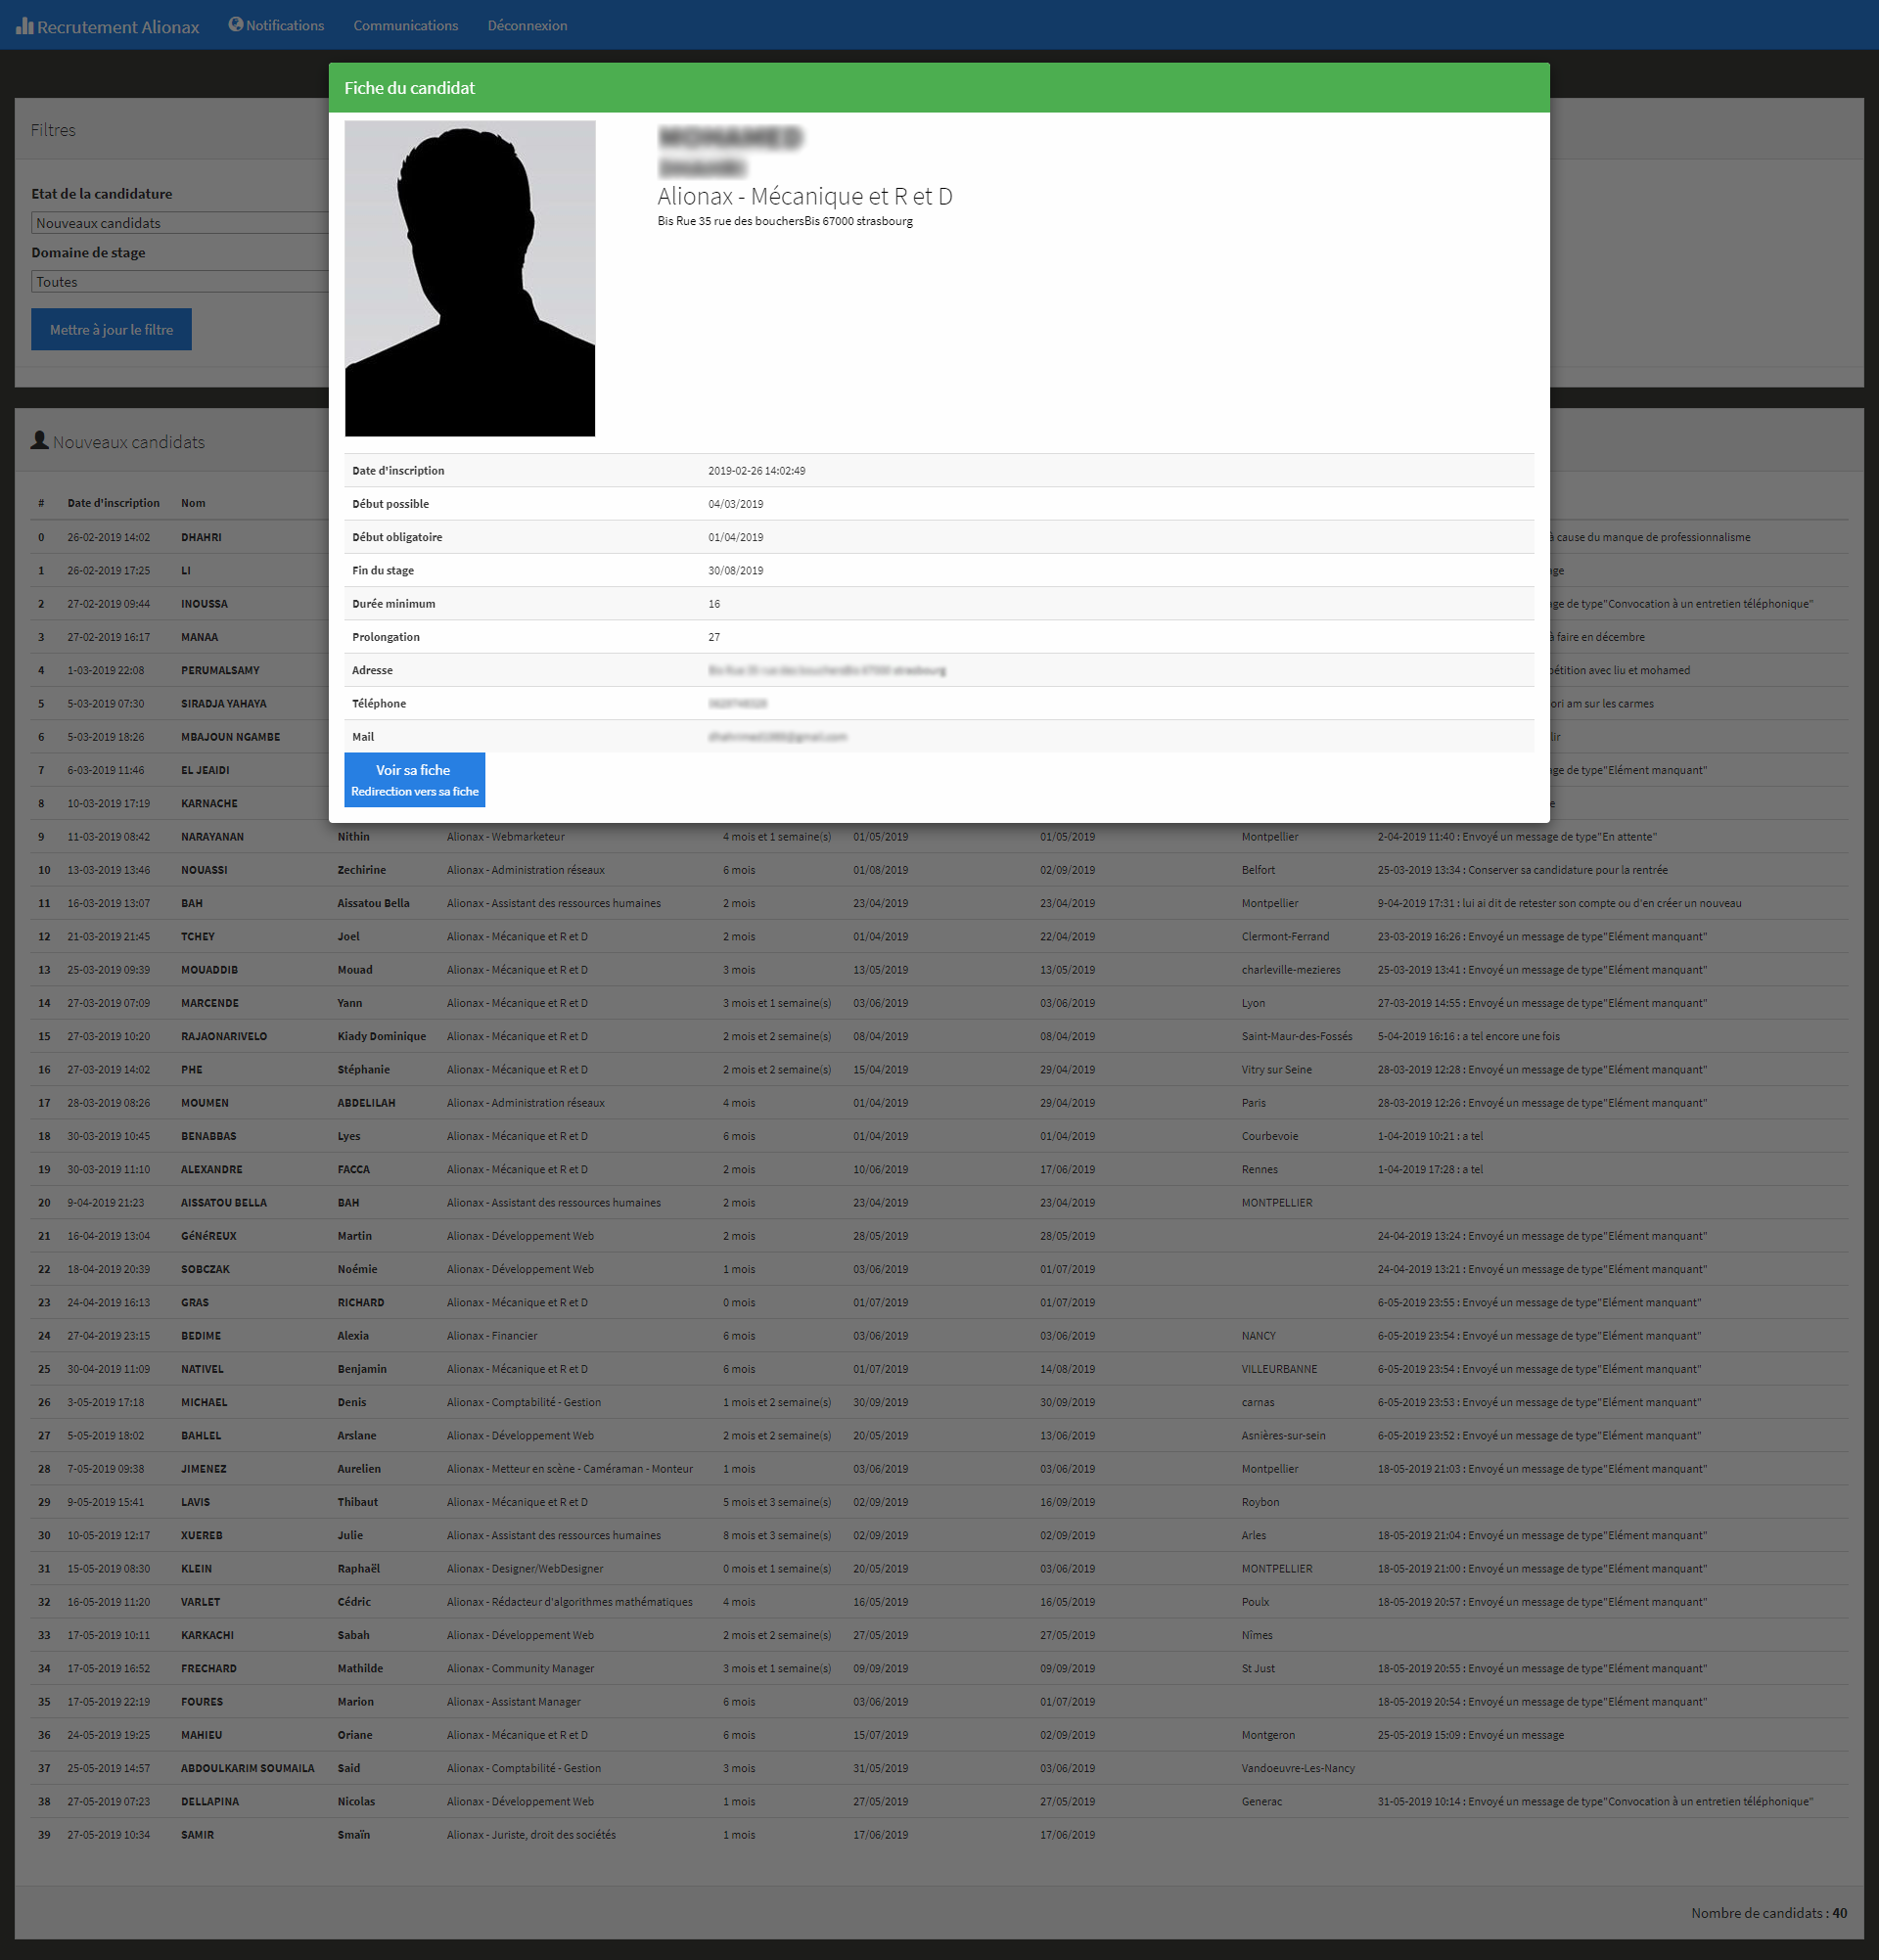 Recrutement Alionax Notifications Communications Déconnexion
Fiche du candidat
Filtres
Alionax - Mécanique et R et D
Bis Rue 35 rue des bouchersBis 67000 strasbourg
Etat de la candidature
Nouveaux candidats
Domaine de stage
Toutes
Mettre à jour le filtre
Nouveaux candidats
Date d'inscription 2019-02-26 14:02:49
Début possible 04/03/2019
Début obligatoire 01/04/2019
Fin du stage 30/08/2019
Durée minimum 16
Prolongation 27
Adresse
Téléphone
Mail
Voir sa fiche
Redirection vers sa fiche
# Date d'inscription Nom
0 26-02-2019 14:02 DHAHRI à cause du manque de professionnalisme
1 26-02-2019 17:25 LI
2 27-02-2019 09:44 INOUSSA de type"Convocation à un entretien téléphonique"
3 27-02-2019 16:17 MANAA à faire en décembre
4 1-03-2019 22:08 PERUMALSAMY avec liu et mohamed
5 5-03-2019 07:30 SIRADJA YAHAYA am sur les carmes
6 5-03-2019 18:26 MBAJOUN NGAMBE
7 6-03-2019 11:46 EL JEAIDI de type"Elément manquant"
8 10-03-2019 17:19 KARNACHE
9 11-03-2019 08:42 NARAYANAN Nithin Alionax - Webmarketeur 4 mois et 1 semaine(s) 01/05/2019 01/05/2019 Montpellier 2-04-2019 11:40 : Envoyé un message de type"En attente"
10 13-03-2019 13:46 NOUASSI Zechirine Alionax - Administration réseaux 6 mois 01/08/2019 02/09/2019 Belfort 25-03-2019 13:34 : Conserver sa candidature pour la rentrée
11 16-03-2019 13:07 BAH Aissatou Bella Alionax - Assistant des ressources humaines 2 mois 23/04/2019 23/04/2019 Montpellier 9-04-2019 17:31 : lui ai dit de retester son compte ou d'en créer un nouveau
12 21-03-2019 21:45 TCHEY Joel Alionax - Mécanique et R et D 2 mois 01/04/2019 22/04/2019 Clermont-Ferrand 23-03-2019 16:26 : Envoyé un message de type"Elément manquant"
13 25-03-2019 09:39 MOUADDIB Mouad Alionax - Mécanique et R et D 3 mois 13/05/2019 13/05/2019 charleville-mezieres 25-03-2019 13:41 : Envoyé un message de type"Elément manquant"
14 27-03-2019 07:09 MARCENDE Yann Alionax - Mécanique et R et D 3 mois et 1 semaine(s) 03/06/2019 03/06/2019 Lyon 27-03-2019 14:55 : Envoyé un message de type"Elément manquant"
15 27-03-2019 10:20 RAJAONARIVELO Kiady Dominique Alionax - Mécanique et R et D 2 mois et 2 semaine(s) 08/04/2019 08/04/2019 Saint-Maur-des-Fossés 5-04-2019 16:16 : a tel encore une fois
16 27-03-2019 14:02 PHE Stéphanie Alionax - Mécanique et R et D 2 mois et 2 semaine(s) 15/04/2019 29/04/2019 Vitry sur Seine 28-03-2019 12:28 : Envoyé un message de type"Elément manquant"
17 28-03-2019 08:26 MOUMEN ABDELILAH Alionax - Administration réseaux 4 mois 01/04/2019 29/04/2019 Paris 28-03-2019 12:26 : Envoyé un message de type"Elément manquant"
18 30-03-2019 10:45 BENABBAS Lyes Alionax - Mécanique et R et D 6 mois 01/04/2019 01/04/2019 Courbevoie 1-04-2019 10:21 : a tel
19 30-03-2019 11:10 ALEXANDRE FACCA Alionax - Mécanique et R et D 2 mois 10/06/2019 17/06/2019 Rennes 1-04-2019 17:28 : a tel
20 9-04-2019 21:23 AISSATOU BELLA BAH Alionax - Assistant des ressources humaines 2 mois 23/04/2019 23/04/2019 MONTPELLIER
21 16-04-2019 13:04 GéNéREUX Martin Alionax - Développement Web 2 mois 28/05/2019 28/05/2019 24-04-2019 13:24 : Envoyé un message de type"Elément manquant"
22 18-04-2019 20:39 SOBCZAK Noémie Alionax - Développement Web 1 mois 03/06/2019 01/07/2019 24-04-2019 13:21 : Envoyé un message de type"Elément manquant"
23 24-04-2019 16:13 GRAS RICHARD Alionax - Mécanique et R et D 0 mois 01/07/2019 01/07/2019 6-05-2019 23:55 : Envoyé un message de type"Elément manquant"
24 27-04-2019 23:15 BEDIME Alexia Alionax - Financier 6 mois 03/06/2019 03/06/2019 NANCY 6-05-2019 23:54 : Envoyé un message de type"Elément manquant"
25 30-04-2019 11:09 NATIVEL Benjamin Alionax - Mécanique et R et D 6 mois 01/07/2019 14/08/2019 VILLEURBANNE 6-05-2019 23:54 : Envoyé un message de type"Elément manquant"
26 3-05-2019 17:18 MICHAEL Denis Alionax - Comptabilité - Gestion 1 mois et 2 semaine(s) 30/09/2019 30/09/2019 carnas 6-05-2019 23:53 : Envoyé un message de type"Elément manquant"
27 5-05-2019 18:02 BAHLEL Arslane Alionax - Développement Web 2 mois et 2 semaine(s) 20/05/2019 13/06/2019 Asnières-sur-sein 6-05-2019 23:52 : Envoyé un message de type"Elément manquant"
28 7-05-2019 09:38 JIMENEZ Aurelien Alionax - Metteur en scène - Caméraman - Monteur 1 mois 03/06/2019 03/06/2019 Montpellier 18-05-2019 21:03 : Envoyé un message de type"Elément manquant"
29 9-05-2019 15:41 LAVIS Thibaut Alionax - Mécanique et R et D 5 mois et 3 semaine(s) 02/09/2019 16/09/2019 Roybon
30 10-05-2019 12:17 XUEREB Julie Alionax - Assistant des ressources humaines 8 mois et 3 semaine(s) 02/09/2019 02/09/2019 Arles 18-05-2019 21:04 : Envoyé un message de type"Elément manquant"
31 15-05-2019 08:30 KLEIN Raphaël Alionax - Designer/WebDesigner 0 mois et 1 semaine(s) 20/05/2019 03/06/2019 MONTPELLIER 18-05-2019 21:00 : Envoyé un message de type"Elément manquant"
32 16-05-2019 11:20 VARLET Cédric Alionax - Rédacteur d'algorithmes mathématiques 4 mois 16/05/2019 16/05/2019 Poulx 18-05-2019 20:57 : Envoyé un message de type"Elément manquant"
33 17-05-2019 10:11 KARKACHI Sabah Alionax - Développement Web 2 mois et 2 semaine(s) 27/05/2019 27/05/2019 Nîmes
34 17-05-2019 16:52 FRECHARD Mathilde Alionax - Community Manager 3 mois et 1 semaine(s) 09/09/2019 09/09/2019 St Just 18-05-2019 20:55 : Envoyé un message de type"Elément manquant"
35 17-05-2019 22:19 FOURES Marion Alionax - Assistant Manager 6 mois 03/06/2019 01/07/2019 18-05-2019 20:54 : Envoyé un message de type"Elément manquant"
36 24-05-2019 19:25 MAHIEU Oriane Alionax - Mécanique et R et D 6 mois 15/07/2019 02/09/2019 Montgeron 25-05-2019 15:09 : Envoyé un message
37 25-05-2019 14:57 ABDOULKARIM SOUMAILA Said Alionax - Comptabilité - Gestion 3 mois 31/05/2019 03/06/2019 Vandoeuvre-Les-Nancy
38 27-05-2019 07:23 DELLAPINA Nicolas Alionax - Développement Web 1 mois 27/05/2019 27/05/2019 Generac 31-05-2019 10:14 : Envoyé un message de type"Convocation à un entretien téléphonique"
39 27-05-2019 10:34 SAMIR Smaïn Alionax - Juriste, droit des sociétés 1 mois 17/06/2019 17/06/2019
Nombre de candidats : 40